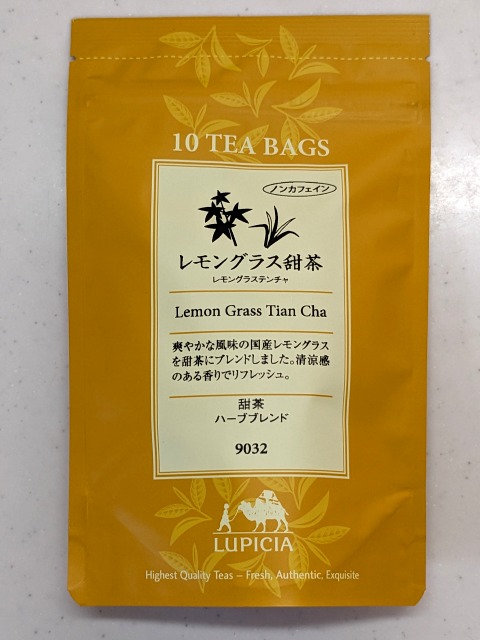 10 TEA BAGS
ノンカフェイン
レモングラス甜茶
レモングラステンチャ
Lemon Grass Tian Cha
爽やかな風味の国産レモングラス
を甜茶にブレンドしました。清涼感
のある香りでリフレッシュ。
甜茶
ハーブブレンド
9032
LUPICIA
Highest Quality Teas – Fresh, Authentic, Exquisite